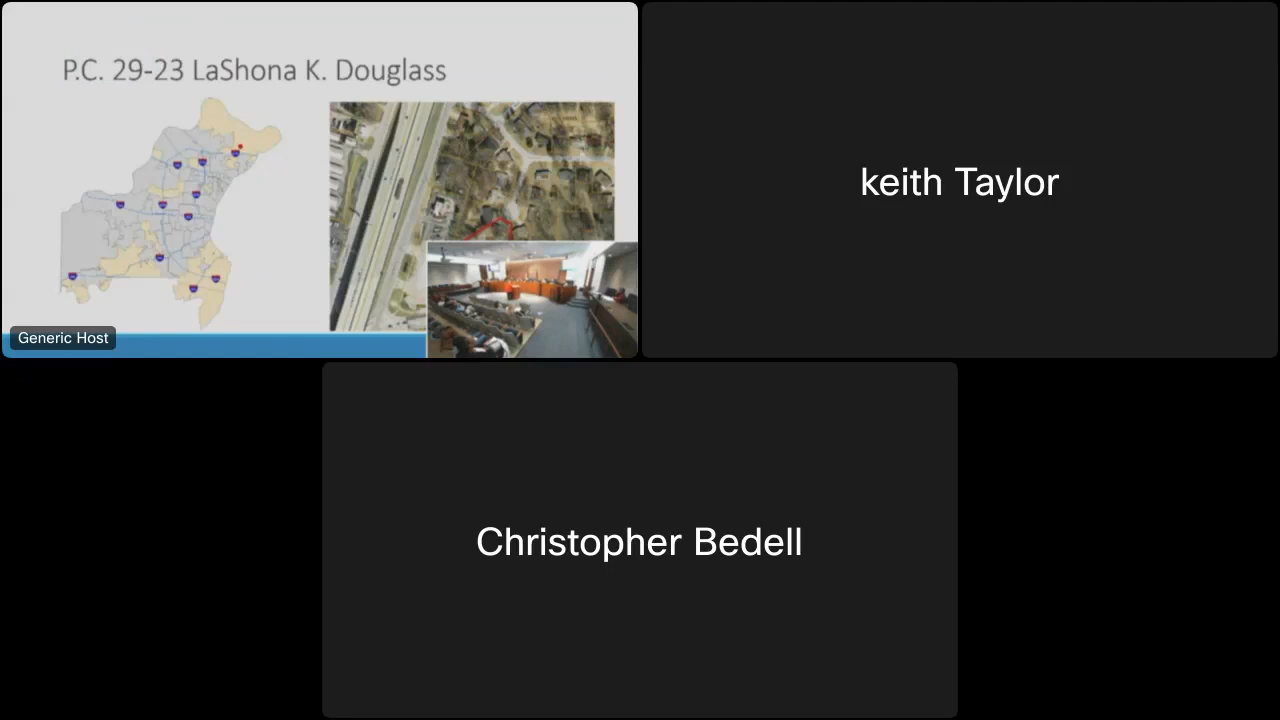 P.C. 29-23 LaShona K. Douglass
Generic Host
keith Taylor
Christopher Bedell